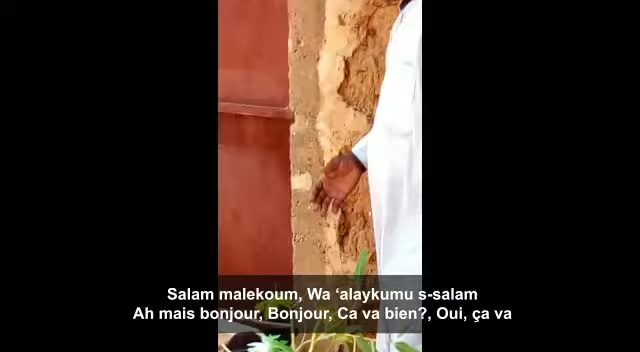 Salam malekoum, Wa ‘alaykumu s-salam
Ah mais bonjour, Bonjour, Ca va bien?, Oui, ça va